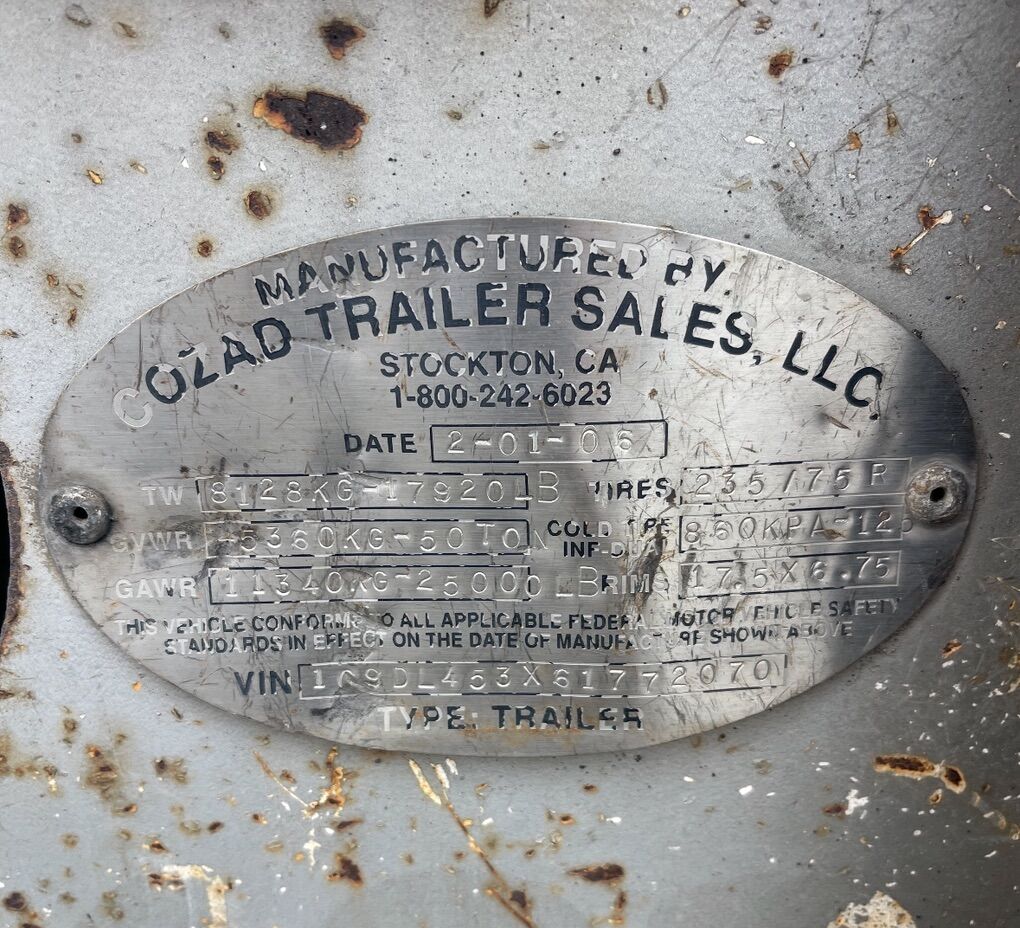 MANUFACTURED BY.
COZAD TRAILER SALES, LLC.
STOCKTON, CA
1-800-242-6023
DATE 2-01-06
TW 8128KG-17920LB TIRES 235/75R
GVWR 45360KG-50TON COLD TIRE INF-DUAL 860KPA-125
GAWR 11340KG-25000LB RIMS 17.5X6.75
THIS VEHICLE CONFORMS TO ALL APPLICABLE FEDERAL MOTOR VEHICLE SAFETY
STANDARDS IN EFFECT ON THE DATE OF MANUFACTURE SHOWN ABOVE
VIN 1C9DL453X61772070
TYPE: TRAILER